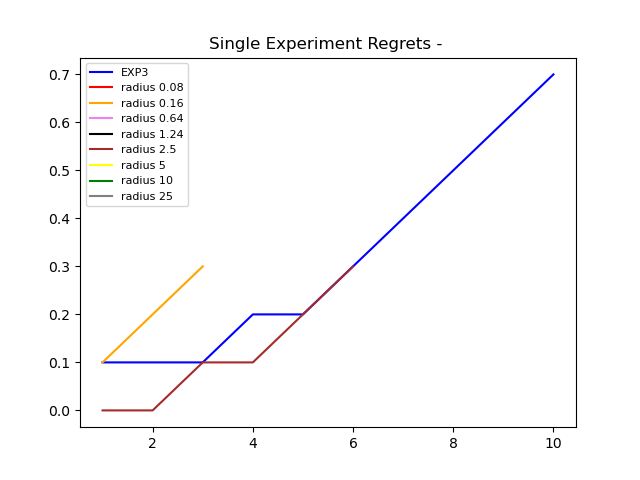 Single Experiment Regrets -
EXP3
radius 0.08
radius 0.16
radius 0.64
radius 1.24
radius 2.5
radius 5
radius 10
radius 25
0.7
0.6
0.5
0.4
0.3
0.2
0.1
0.0
2 4 6 8 10